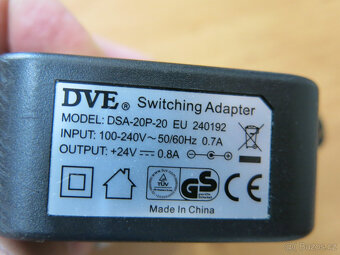 DVE® Switching Adapter
MODEL: DSA-20P-20 EU 240192
INPUT: 100-240V~50/60Hz 0.7A
OUTPUT: +24V⎓0.8A
TÜV GS
Made In China